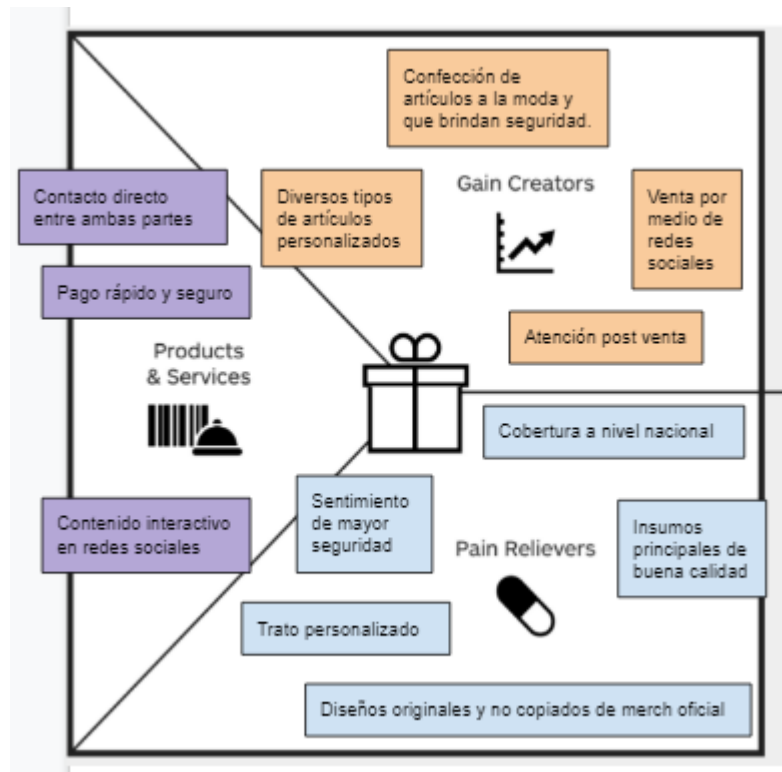 Confección de
artículos a la moda y
que brindan seguridad.
Contacto directo
entre ambas partes
Diversos tipos
de artículos
personalizados
Gain Creators
Venta por
medio de
redes
sociales
Pago rápido y seguro
Atención post venta
Products
& Services
Cobertura a nivel nacional
Contenido interactivo
en redes sociales
Sentimiento
de mayor
seguridad
Pain Relievers
Insumos
principales de
buena calidad
Trato personalizado
Diseños originales y no copiados de merch oficial